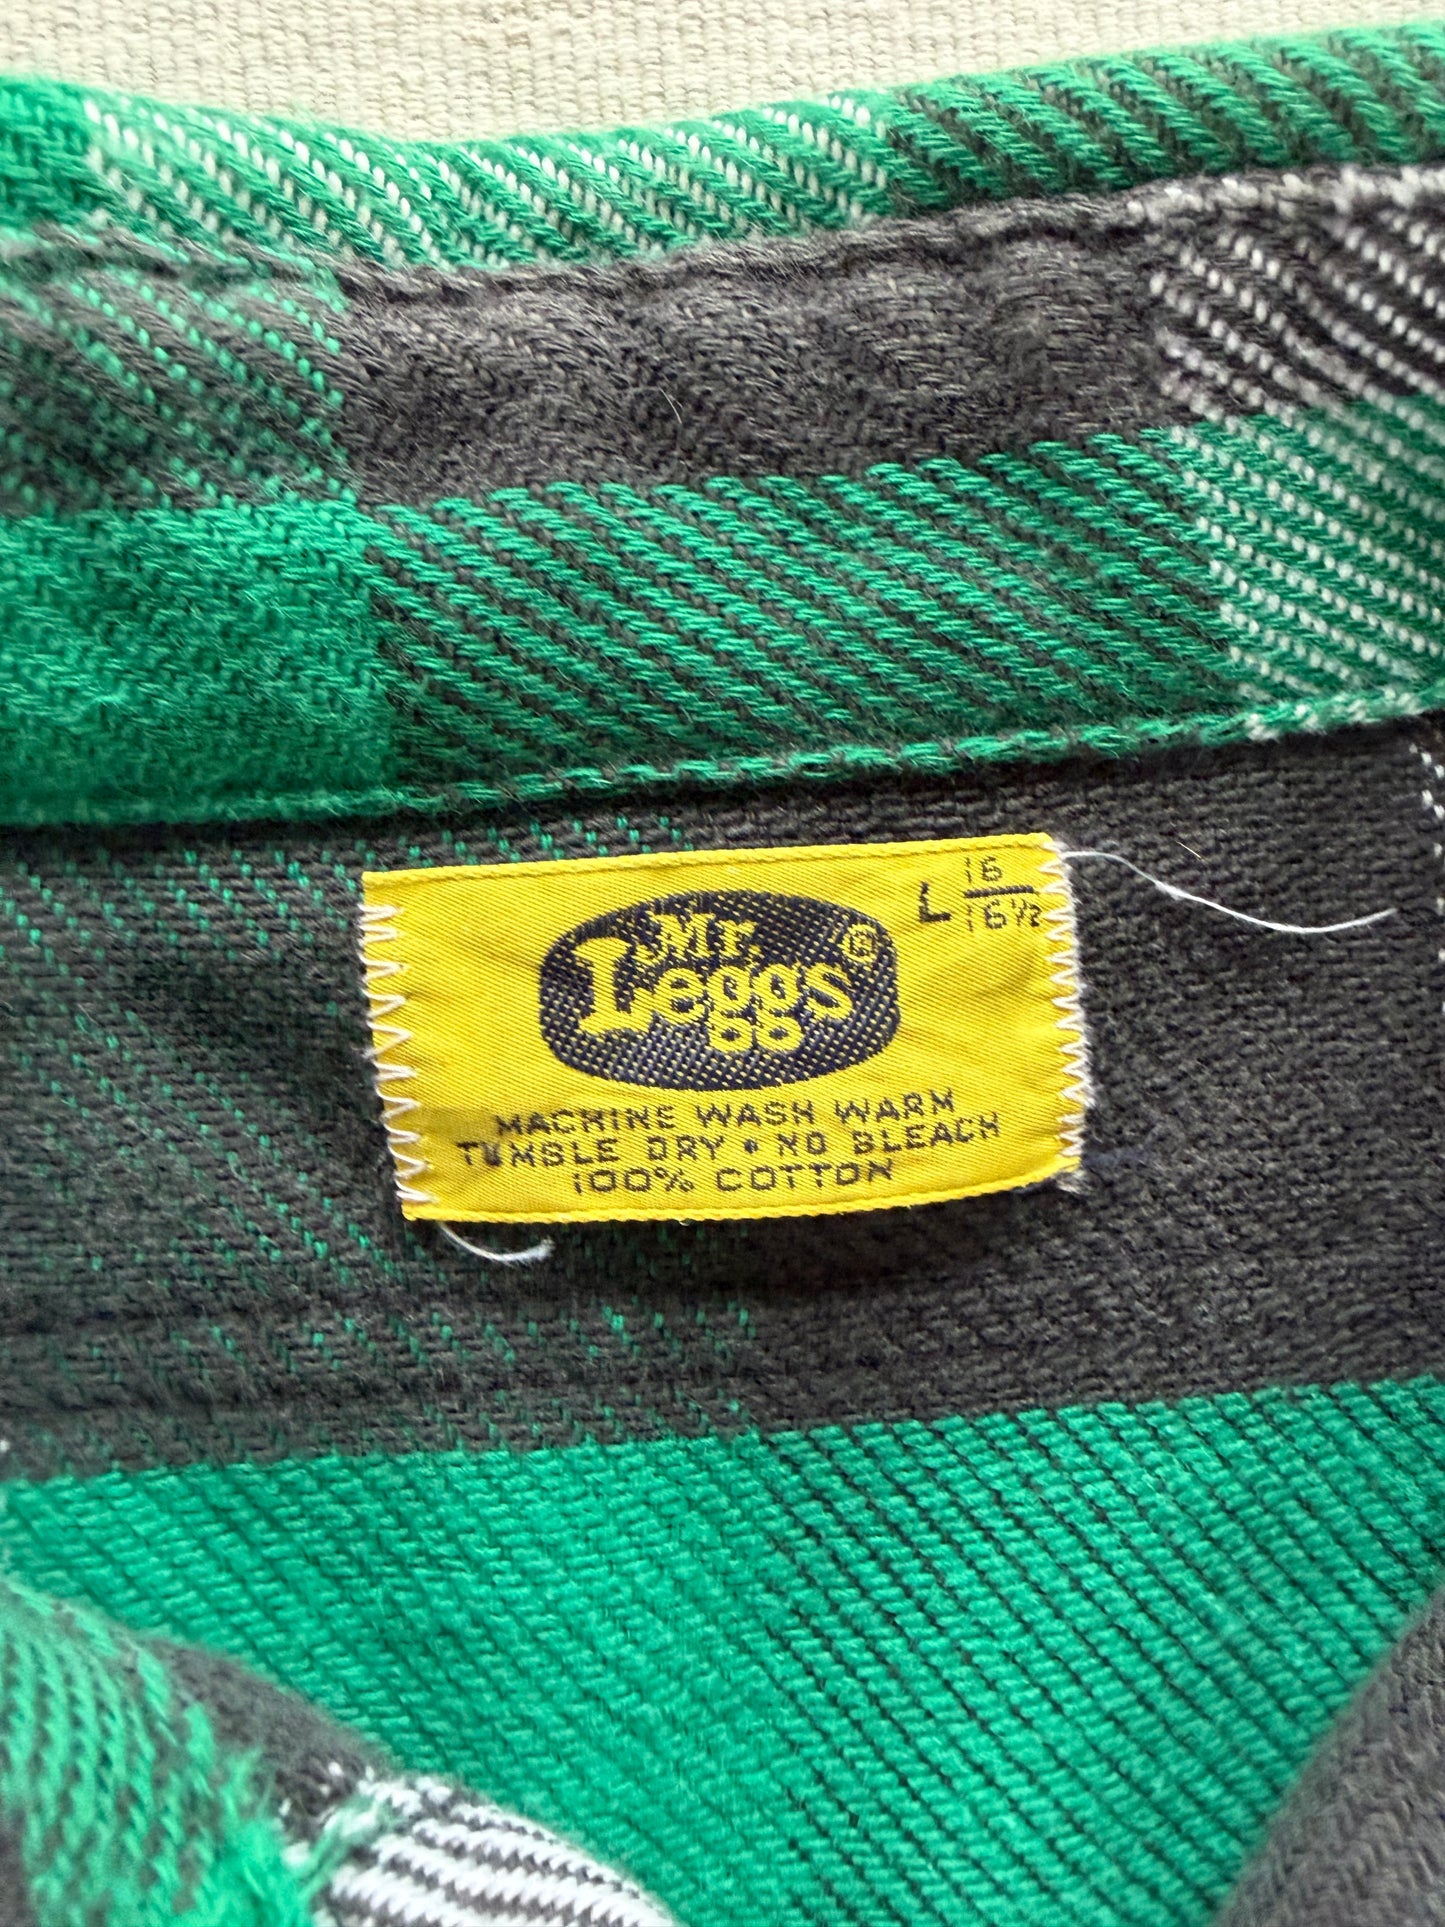 L 16/16½
Mr.
Leggs®
MACHINE WASH WARM
TUMBLE DRY • NO BLEACH
100% COTTON